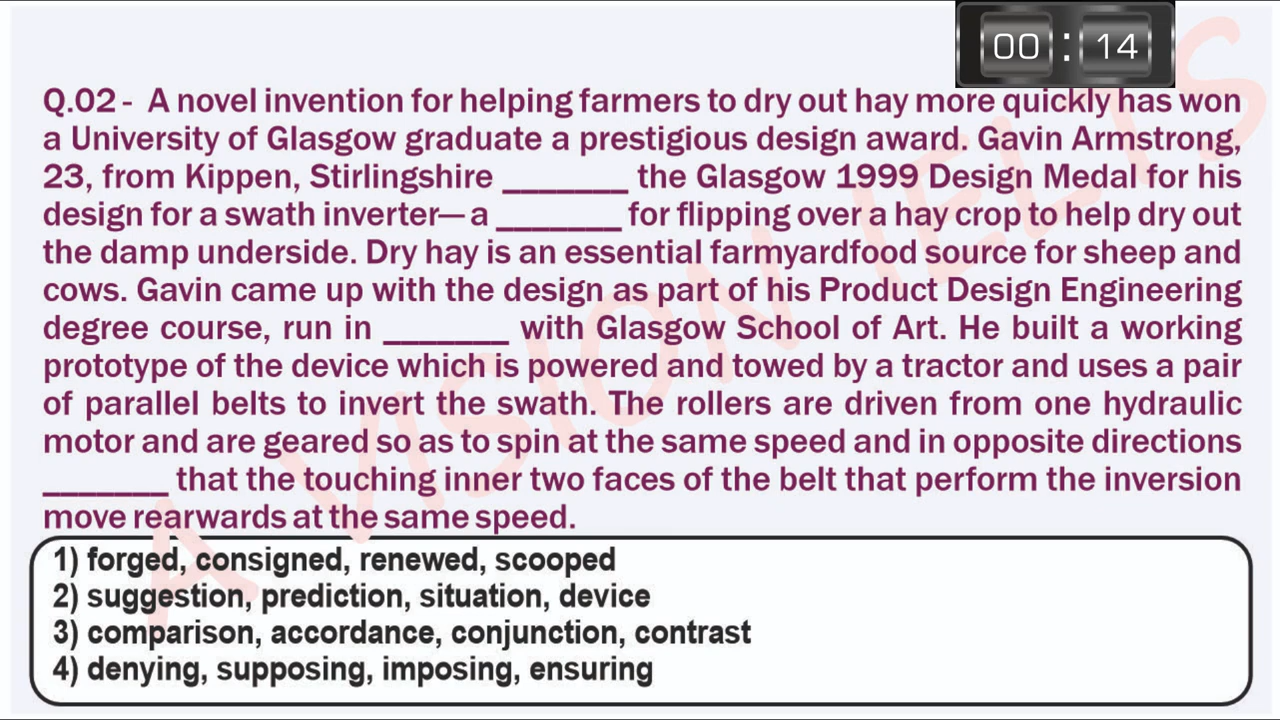 00 : 14
Q.02 - A novel invention for helping farmers to dry out hay more quickly has won
a University of Glasgow graduate a prestigious design award. Gavin Armstrong,
23, from Kippen, Stirlingshire _______ the Glasgow 1999 Design Medal for his
design for a swath inverter— a _______ for flipping over a hay crop to help dry out
the damp underside. Dry hay is an essential farmyardfood source for sheep and
cows. Gavin came up with the design as part of his Product Design Engineering
degree course, run in _______ with Glasgow School of Art. He built a working
prototype of the device which is powered and towed by a tractor and uses a pair
of parallel belts to invert the swath. The rollers are driven from one hydraulic
motor and are geared so as to spin at the same speed and in opposite directions
_______ that the touching inner two faces of the belt that perform the inversion
move rearwards at the same speed.
1) forged, consigned, renewed, scooped
2) suggestion, prediction, situation, device
3) comparison, accordance, conjunction, contrast
4) denying, supposing, imposing, ensuring
A VISION IELTS